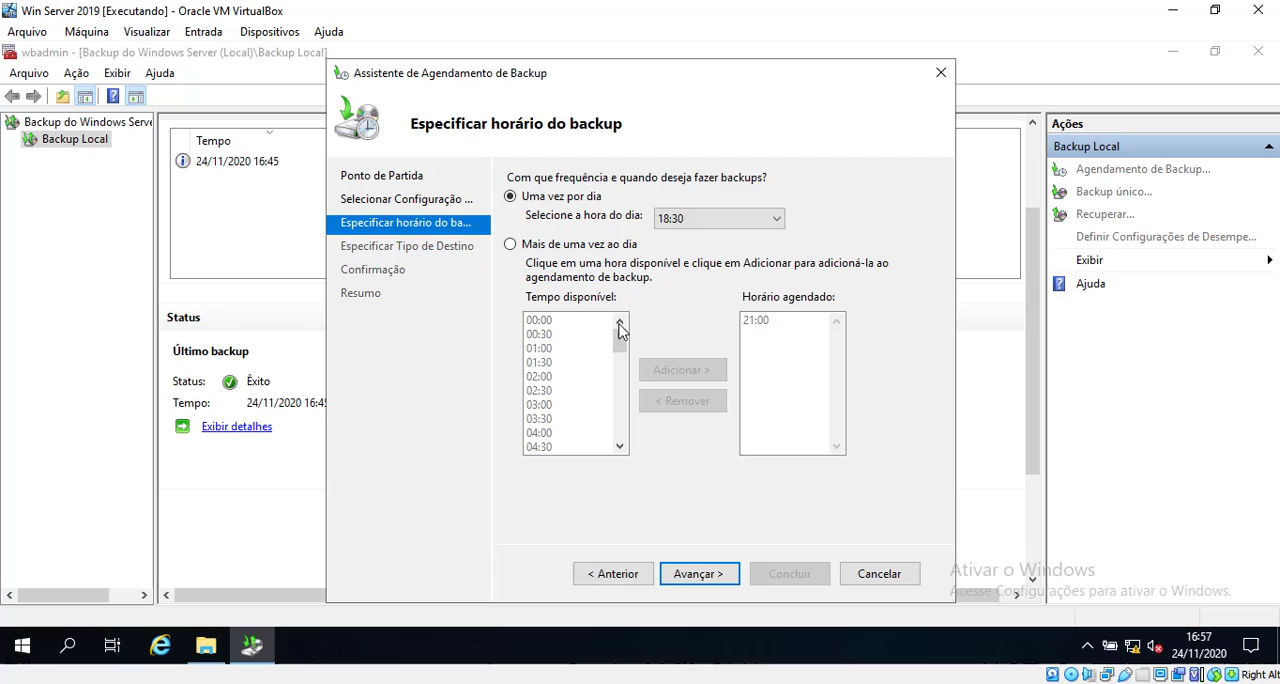 Win Server 2019 [Executando] - Oracle VM VirtualBox
Arquivo Máquina Visualizar Entrada Dispositivos Ajuda
wbadmin - [Backup do Windows Server (Local)\Backup Local]
Arquivo Ação Exibir Ajuda
Backup do Windows Serve
Backup Local
Tempo
24/11/2020 16:45
Status
Último backup
Status: Êxito
Tempo: 24/11/2020 16:45
Exibir detalhes
Assistente de Agendamento de Backup
Especificar horário do backup
Ponto de Partida
Selecionar Configuração ...
Especificar horário do ba...
Especificar Tipo de Destino
Confirmação
Resumo
Com que frequência e quando deseja fazer backups?
Uma vez por dia
Selecione a hora do dia: 18:30
Mais de uma vez ao dia
Clique em uma hora disponível e clique em Adicionar para adicioná-la ao
agendamento de backup.
Tempo disponível: Horário agendado:
00:00 21:00
00:30
01:00
01:30
02:00
02:30
03:00
03:30
04:00
04:30
Adicionar >
< Remover
< Anterior Avançar > Concluir Cancelar
Ações
Backup Local
Agendamento de Backup...
Backup único...
Recuperar...
Definir Configurações de Desempe...
Exibir
Ajuda
Ativar o Windows
Acesse Configurações para ativar o Windows.
16:57
24/11/2020
Right Alt